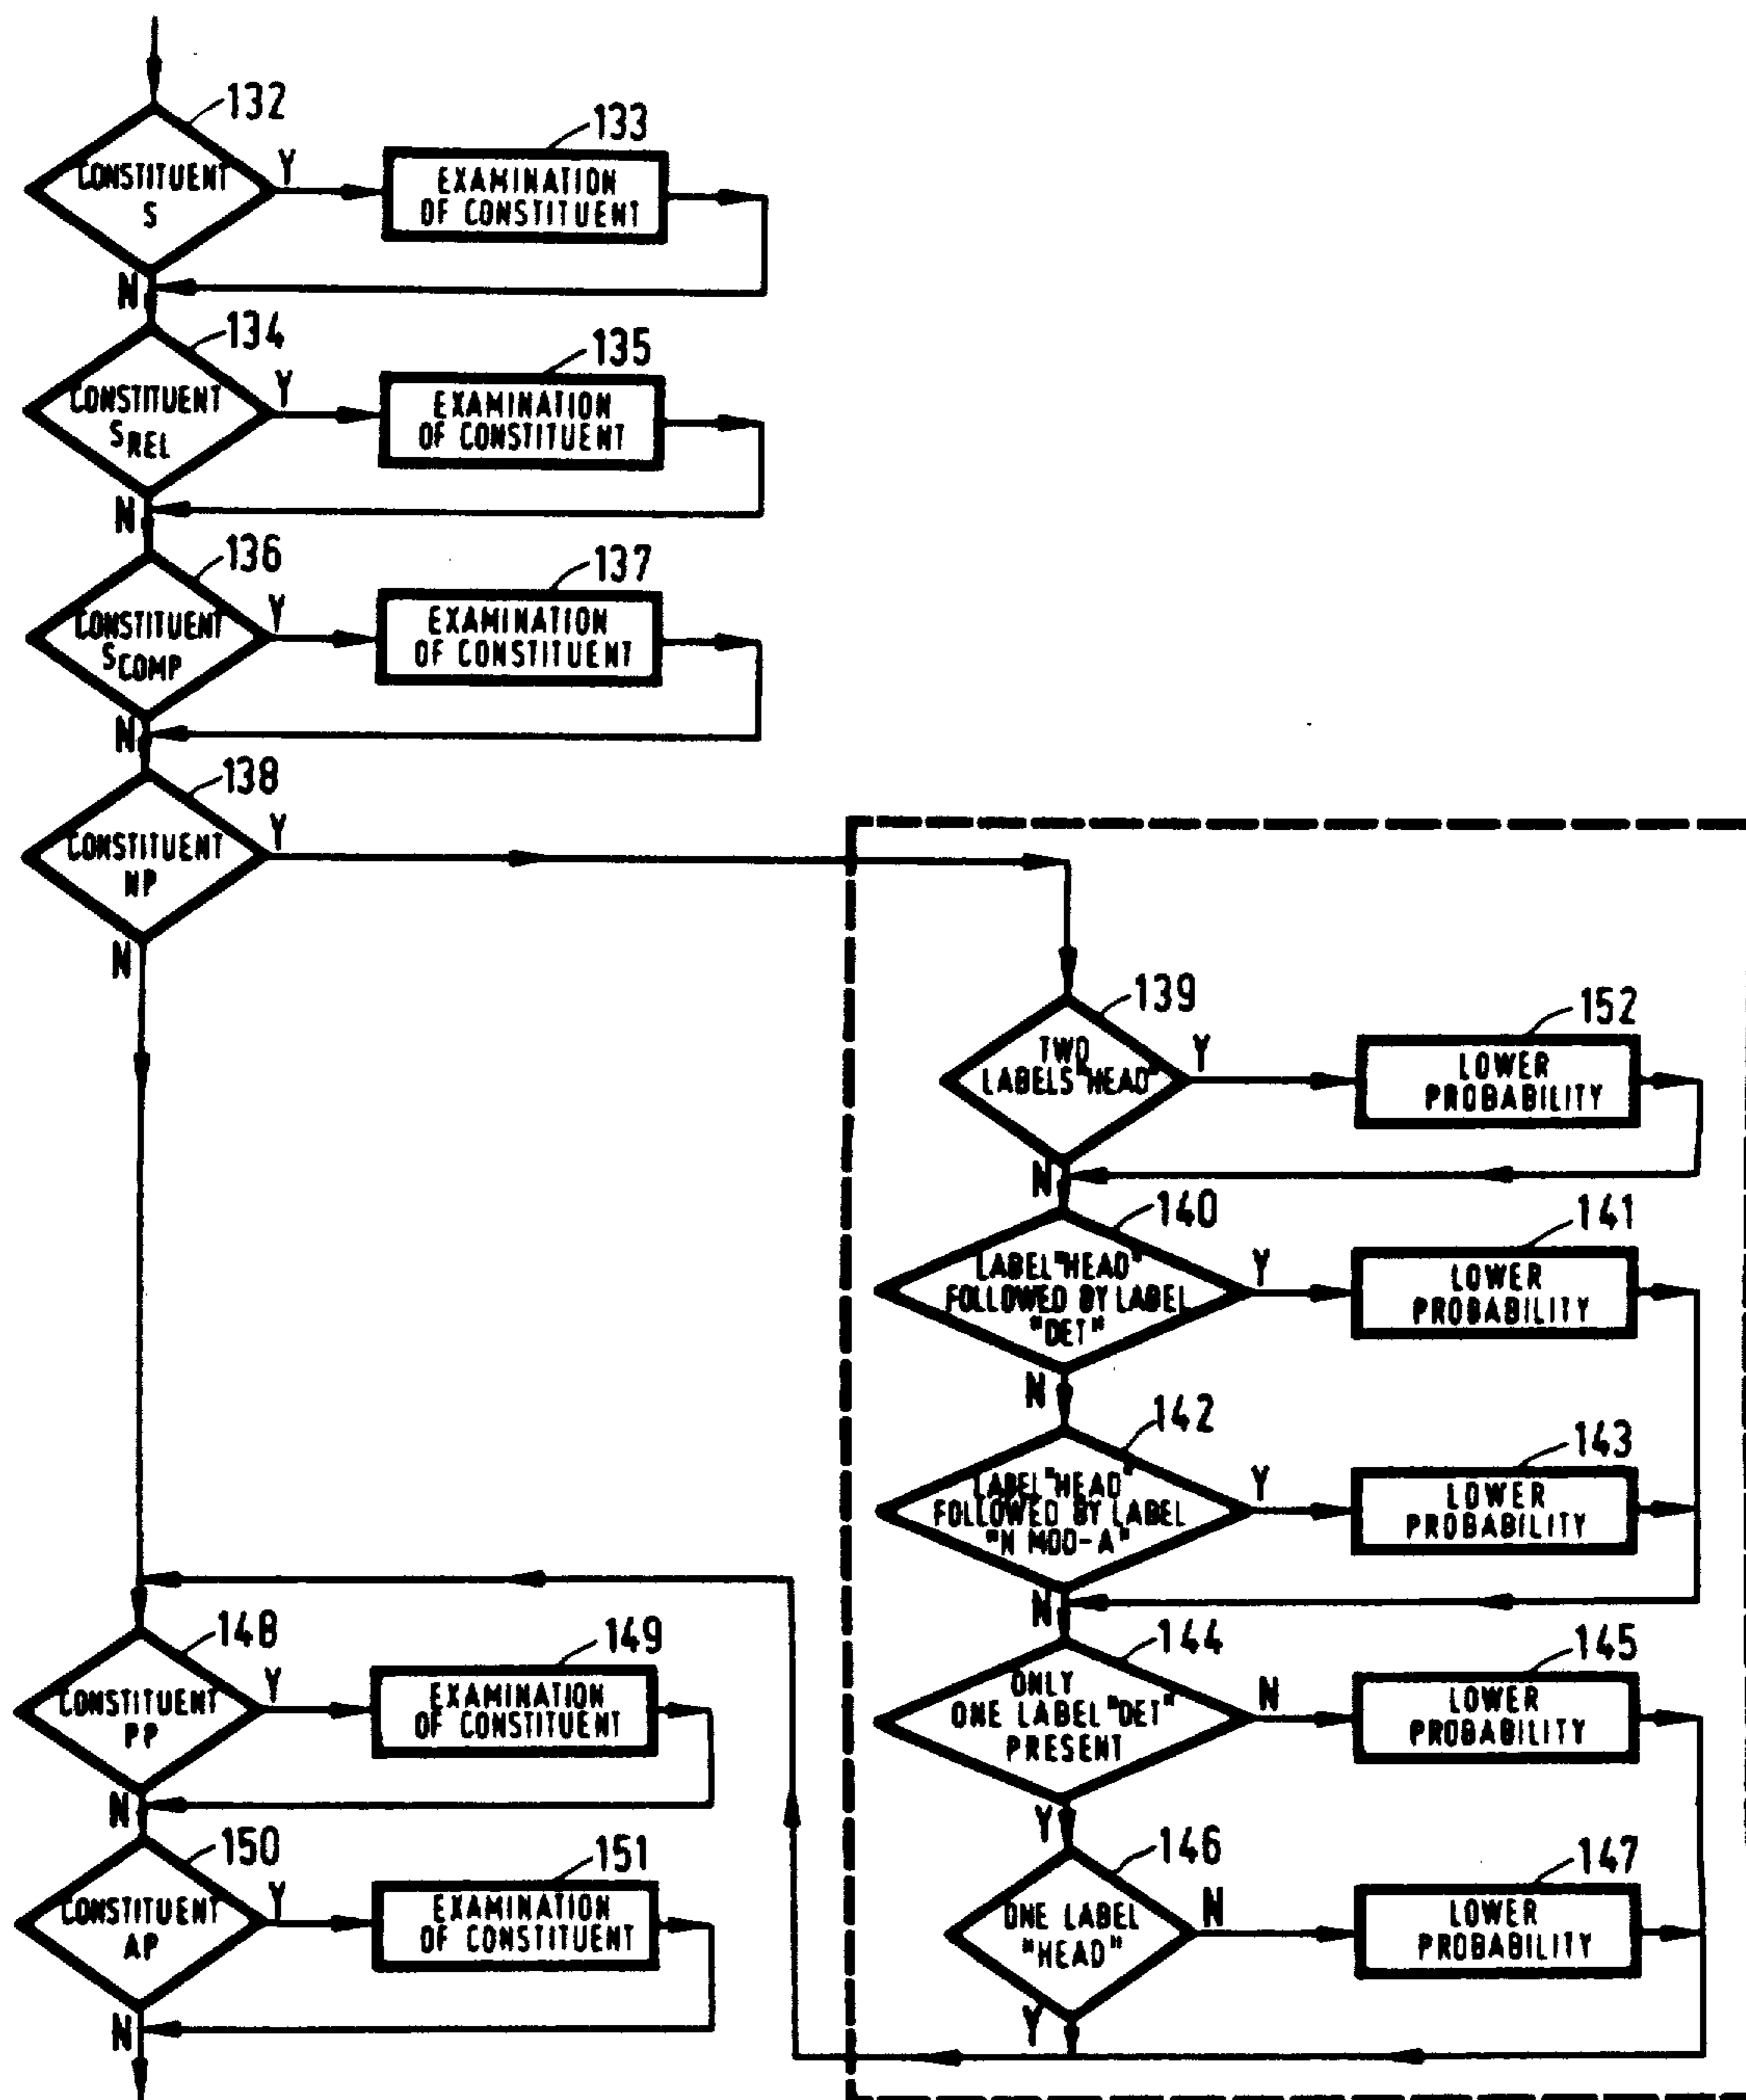 132
CONSTITUENT
S
Y
N
133
EXAMINATION
OF CONSTITUENT
134
CONSTITUENT
SREL
Y
N
135
EXAMINATION
OF CONSTITUENT
136
CONSTITUENT
SCOMP
Y
N
137
EXAMINATION
OF CONSTITUENT
138
CONSTITUENT
NP
Y
N
139
TWO
LABELS "HEAD"
Y
N
152
LOWER
PROBABILITY
140
LABEL "HEAD"
FOLLOWED BY LABEL
"DET"
Y
N
141
LOWER
PROBABILITY
142
LABEL "HEAD"
FOLLOWED BY LABEL
"N MOD-A"
Y
N
143
LOWER
PROBABILITY
144
ONLY
ONE LABEL "DET"
PRESENT
N
Y
145
LOWER
PROBABILITY
146
ONE LABEL
"HEAD"
N
Y
147
LOWER
PROBABILITY
148
CONSTITUENT
PP
Y
N
149
EXAMINATION
OF CONSTITUENT
150
CONSTITUENT
AP
Y
N
151
EXAMINATION
OF CONSTITUENT